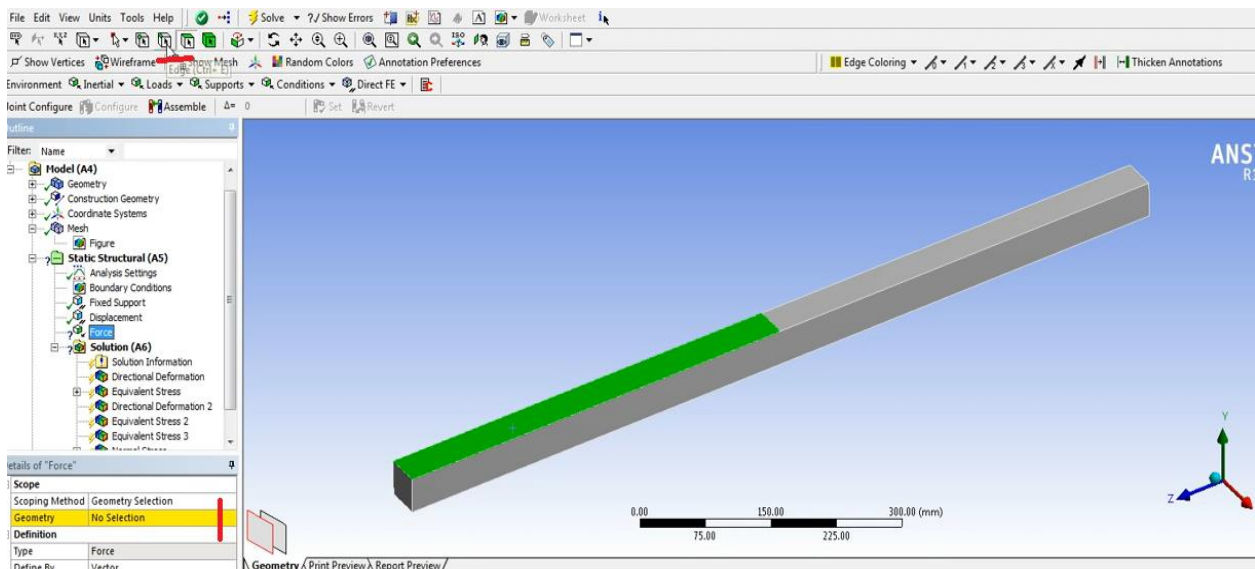 File Edit View Units Tools Help Solve ?/ Show Errors Worksheet
Show Vertices Wireframe Show Mesh Random Colors Annotation Preferences Edge Coloring Thicken Annotations
Edge (Ctrl+ E)
Environment Inertial Loads Supports Conditions Direct FE
Joint Configure Configure Assemble Δ= 0 Set Revert
Outline
Filter: Name
Model (A4)
Geometry
Construction Geometry
Coordinate Systems
Mesh
Figure
Static Structural (A5)
Analysis Settings
Boundary Conditions
Fixed Support
Displacement
Force
Solution (A6)
Solution Information
Directional Deformation
Equivalent Stress
Directional Deformation 2
Equivalent Stress 2
Equivalent Stress 3
Details of "Force"
Scope
Scoping Method Geometry Selection
Geometry No Selection
Definition
Type Force
Define By Vector
ANS
R1
Y
Z
0.00 150.00 300.00 (mm)
75.00 225.00
Geometry Print Preview Report Preview